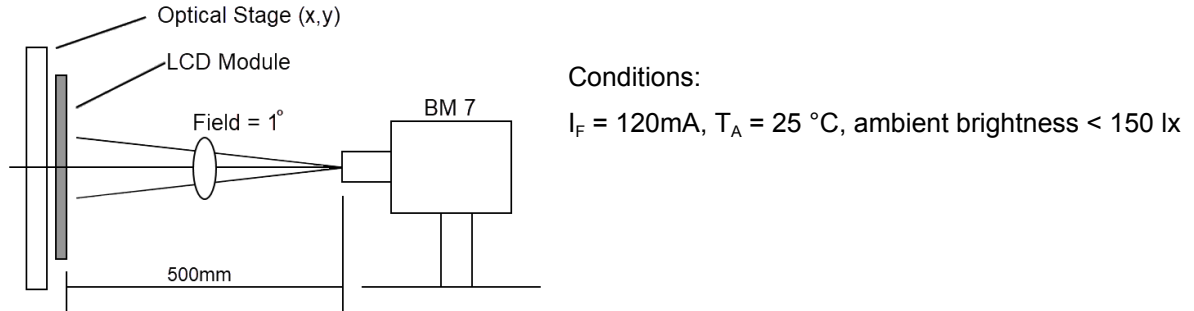 Optical Stage (x,y)
LCD Module
Field = 1°
BM 7
500mm
Conditions:
I_F = 120mA, T_A = 25 °C, ambient brightness < 150 lx